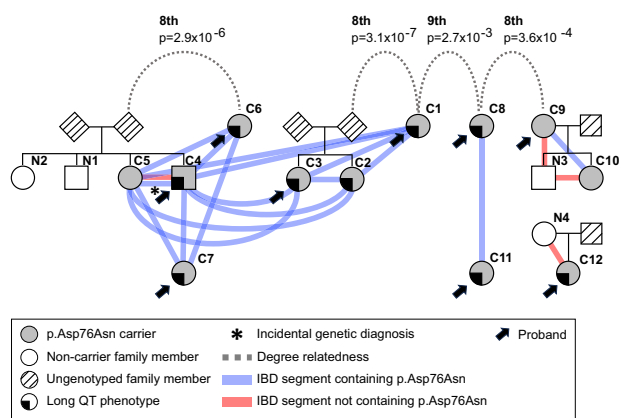 8th
p=2.9x10⁻⁶
8th
p=3.1x10⁻⁷
9th
p=2.7x10⁻³
8th
p=3.6x10 ⁻⁴
C6
C1
C8
C9
N2
N1
C5
C4
C3
C2
N3
C10
*
N4
C7
C11
C12
p.Asp76Asn carrier
* Incidental genetic diagnosis
Proband
Non-carrier family member
Degree relatedness
Ungenotyped family member
IBD segment containing p.Asp76Asn
Long QT phenotype
IBD segment not containing p.Asp76Asn